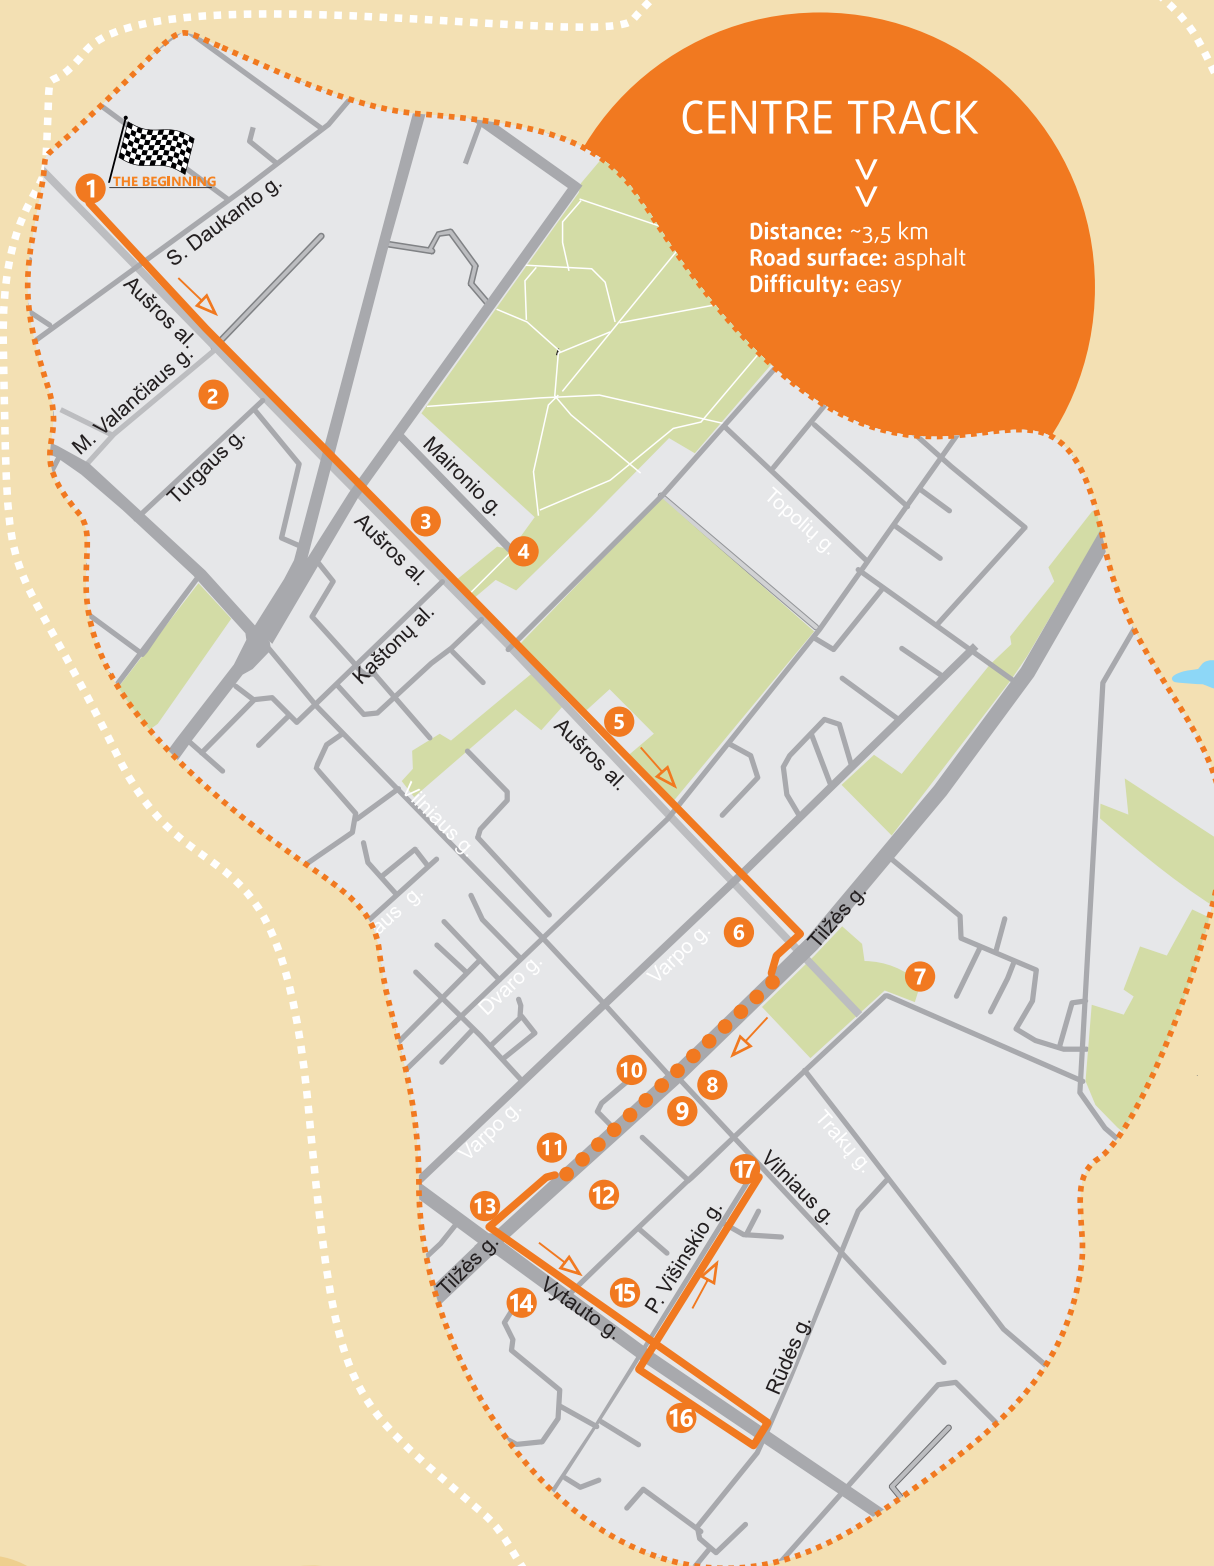 CENTRE TRACK
Distance: ~3,5 km
Road surface: asphalt
Difficulty: easy
THE BEGINNING
1
S. Daukanto g.
Aušros al.
M. Valančiaus g.
2
Turgaus g.
Maironio g.
3
Aušros al.
4
Topolių g.
Kaštonų al.
5
Aušros al.
Vilniaus g.
aus g.
Tilžės g.
6
Varpo g.
7
Dvaro g.
10
8
9
Varpo g.
Trakų g.
11
17
Vilniaus g.
12
13
P. Višinskio g.
Tilžės g.
14
15
Vytauto g.
Rūdės g.
16